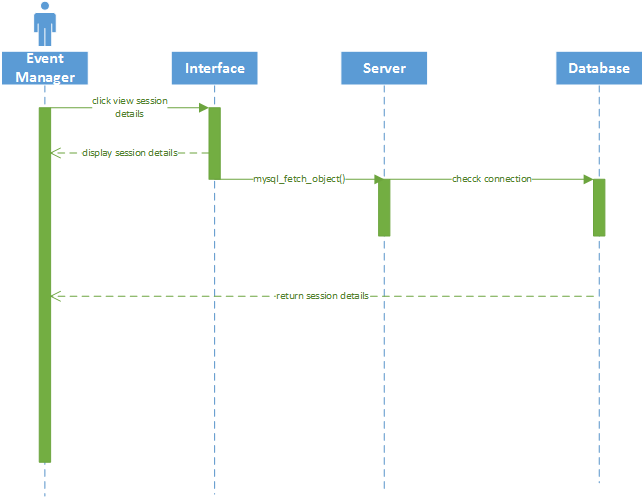 Event
Manager
Interface
Server
Database
click view session
details
display session details
mysql_fetch_object()
checck connection
return session details